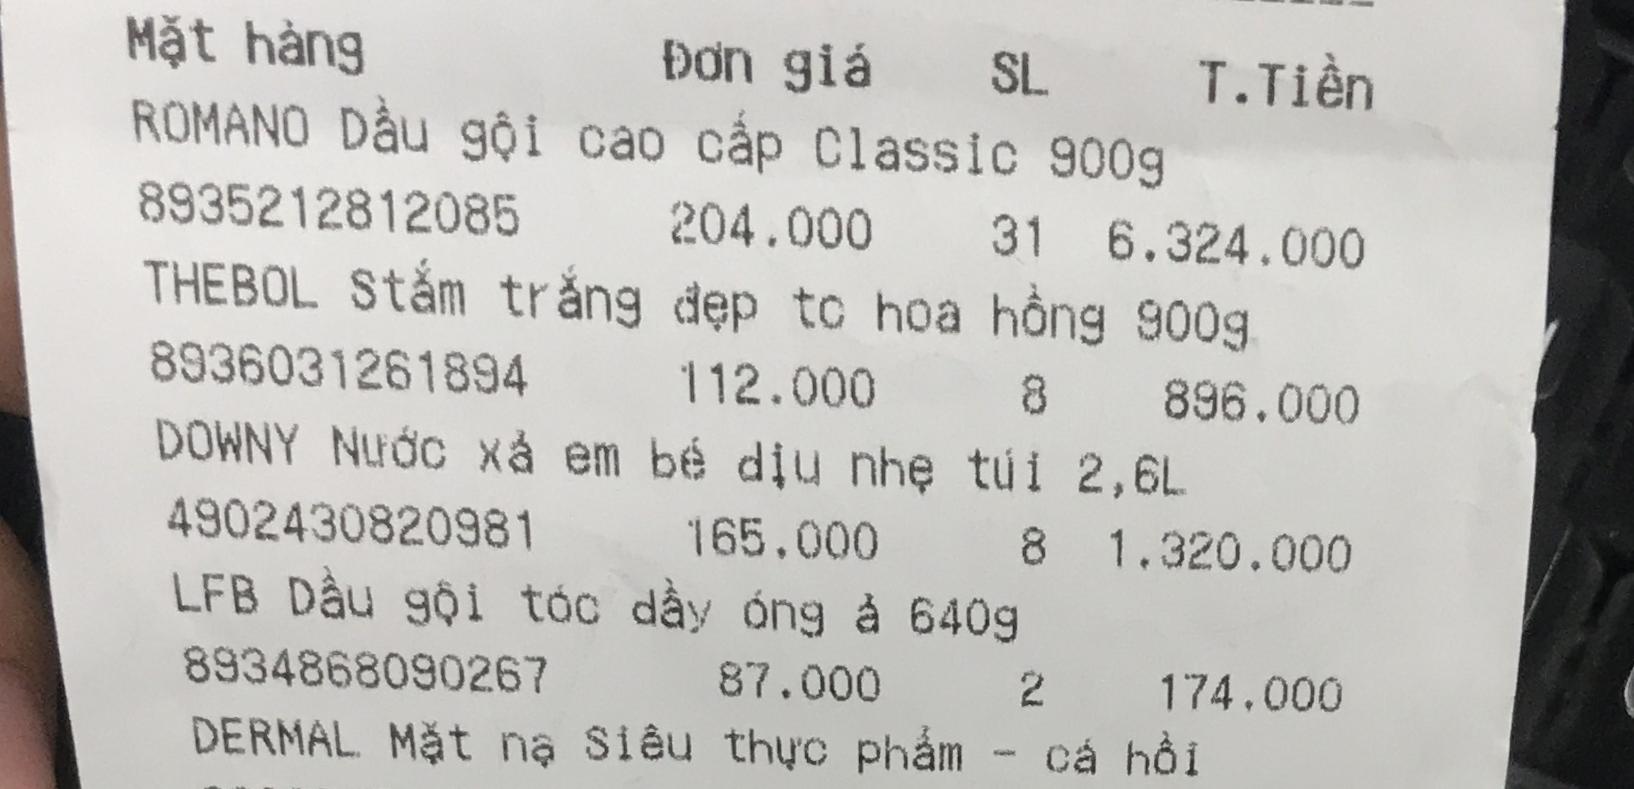 Mặt hàng Đơn giá SL T.Tiền
ROMANO Dầu gội cao cấp Classic 900g
8935212812085 204.000 31 6.324.000
THEBOL Stắm trắng đẹp tc hoa hồng 900g
8936031261894 112.000 8 896.000
DOWNY Nước xả em bé dịu nhẹ túi 2,6L
4902430820981 165.000 8 1.320.000
LFB Dầu gội tóc dầy óng ả 640g
8934868090267 87.000 2 174.000
DERMAL Mặt nạ Siêu thực phẩm - cá hồi